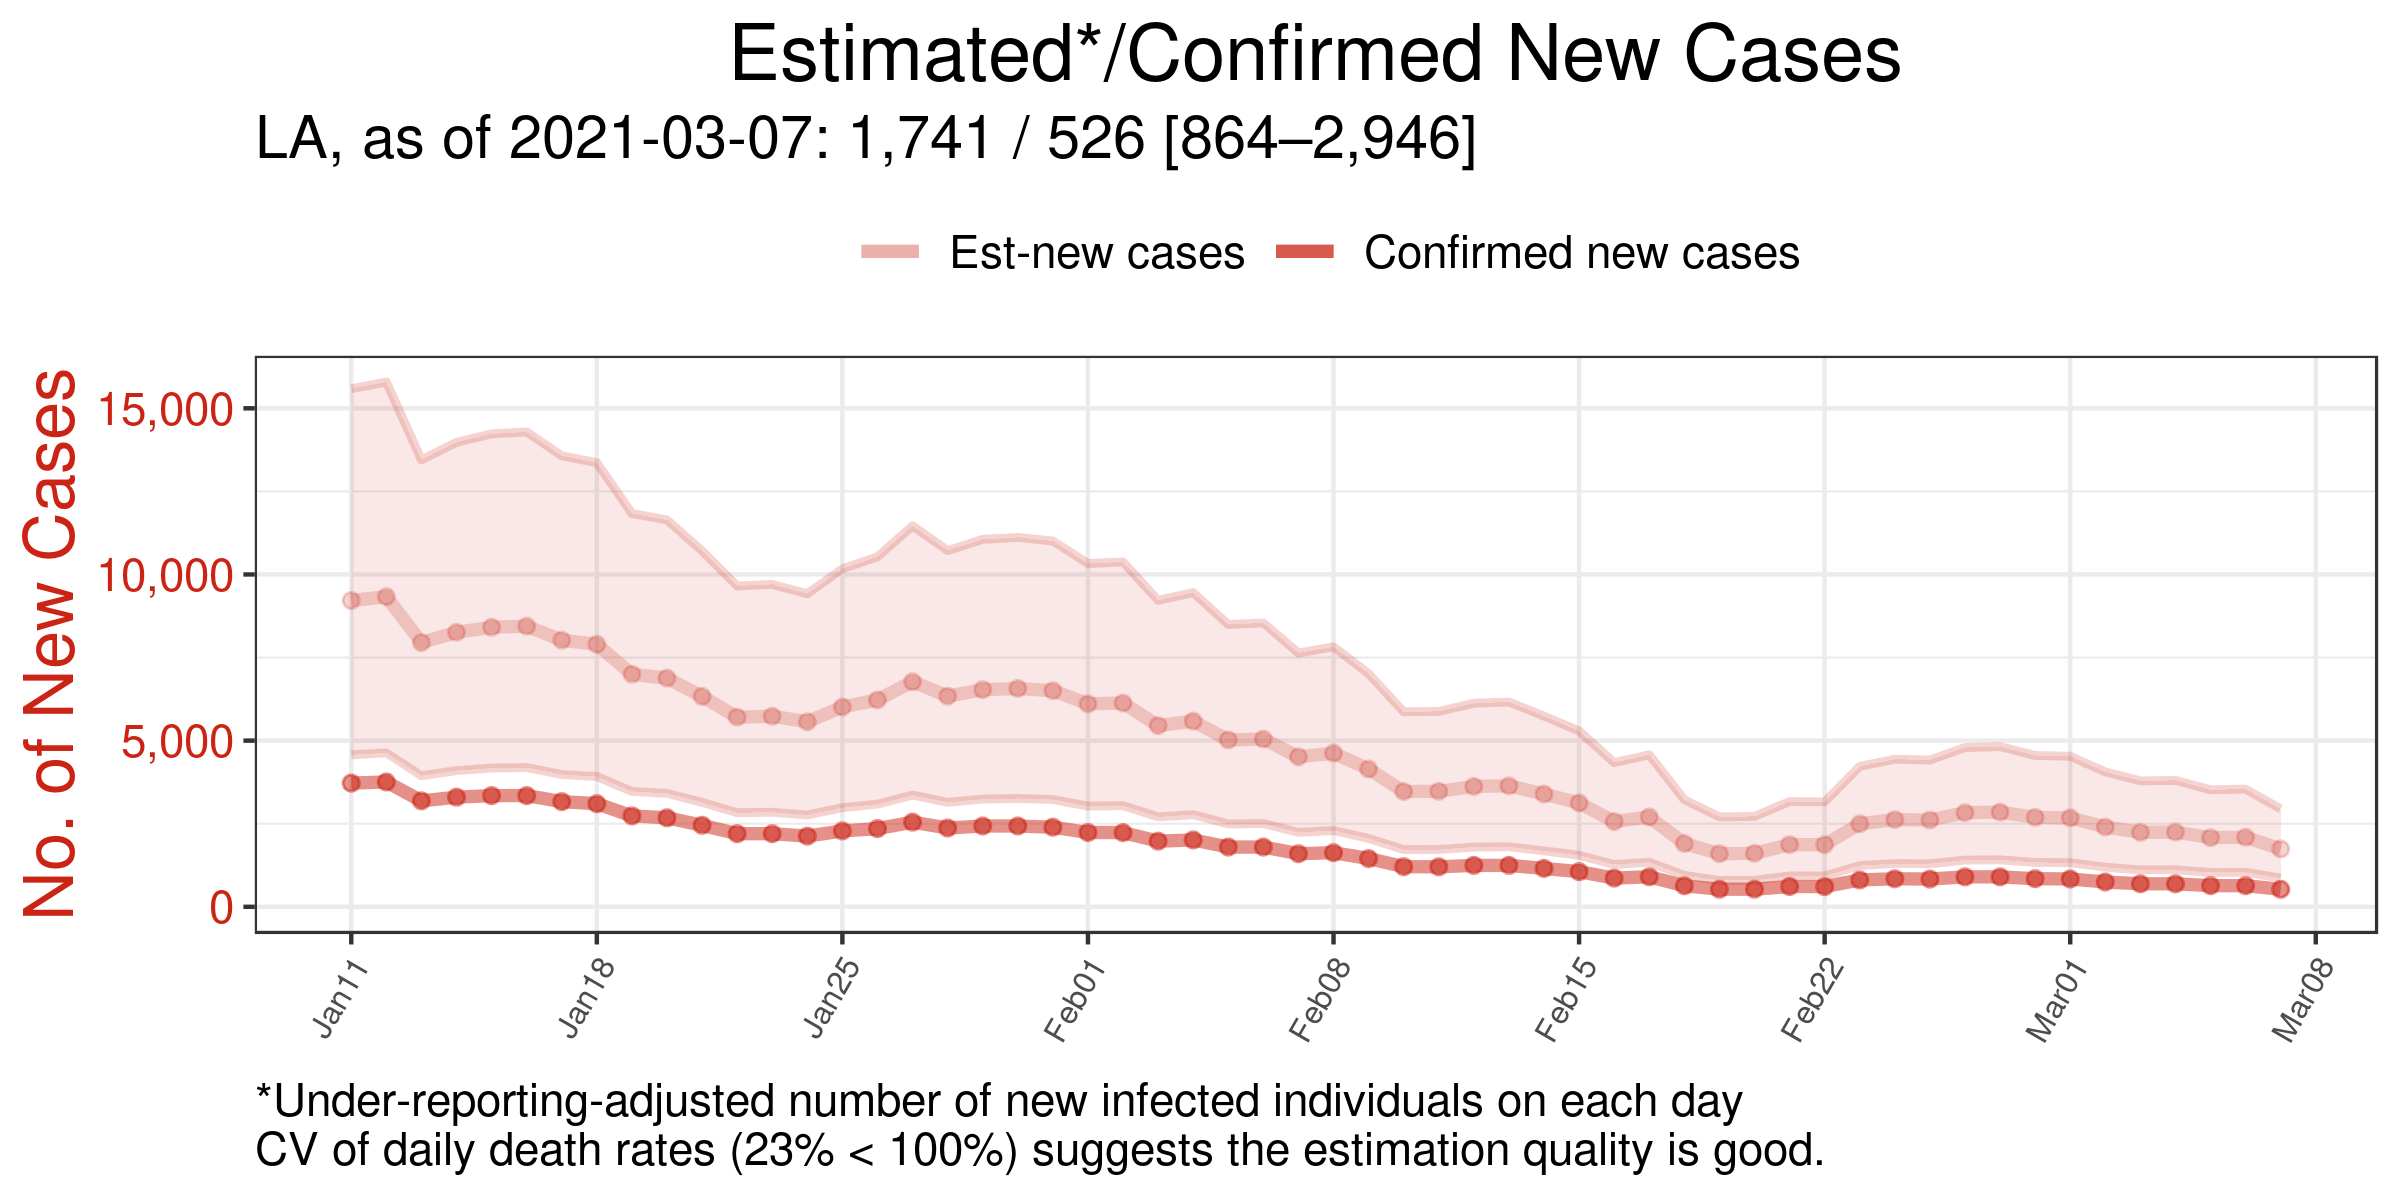 Estimated*/Confirmed New Cases
LA, as of 2021-03-07: 1,741 / 526 [864–2,946]
Est-new cases Confirmed new cases
No. of New Cases
15,000
10,000
5,000
0
Jan11 Jan18 Jan25 Feb01 Feb08 Feb15 Feb22 Mar01 Mar08
*Under-reporting-adjusted number of new infected individuals on each day
CV of daily death rates (23% < 100%) suggests the estimation quality is good.